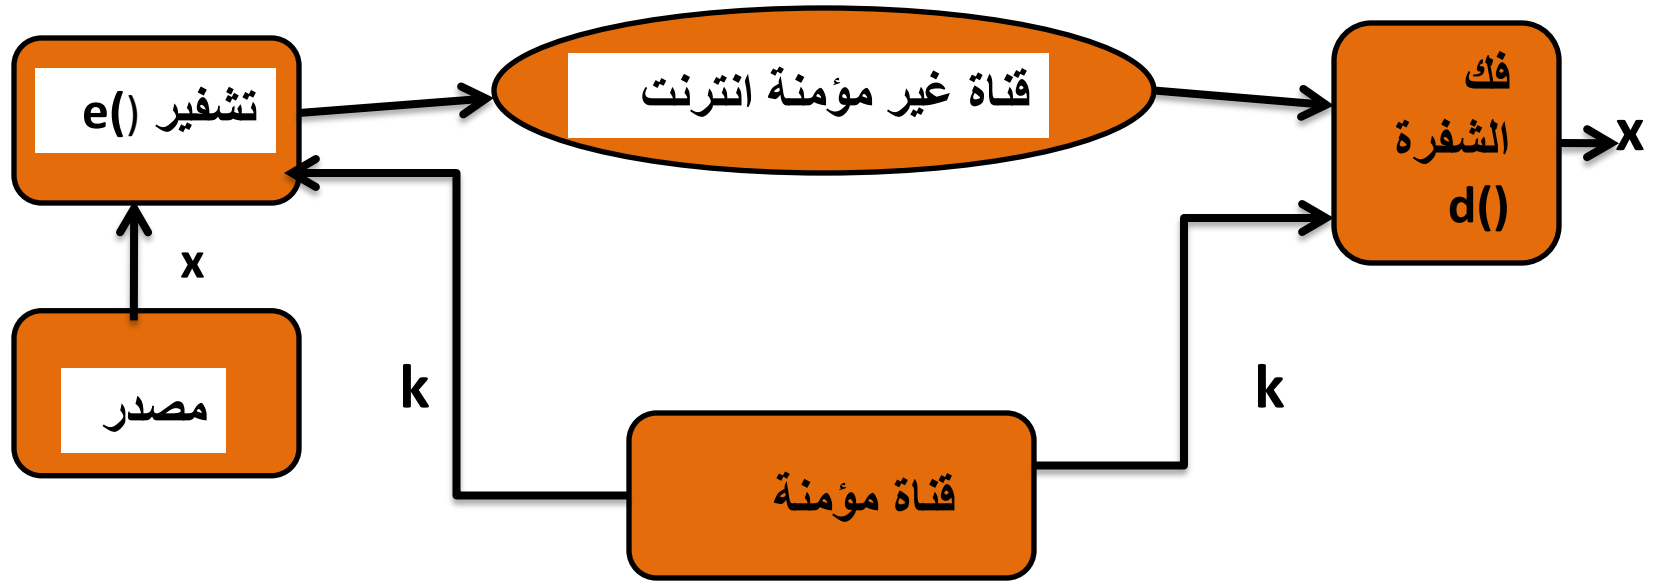 تشفير e()
قناة غير مؤمنة انترنت
فك
الشفرة
d()
x
x
مصدر
k
k
قناة مؤمنة